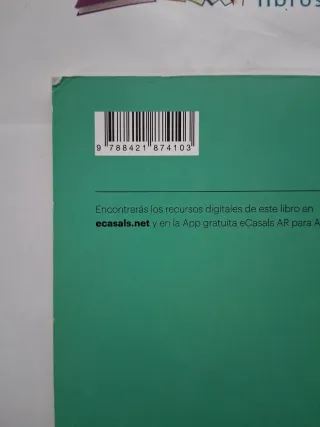 libros
9 788421 874103
Encontrarás los recursos digitales de este libro en
ecasals.net y en la App gratuita eCasals AR para A